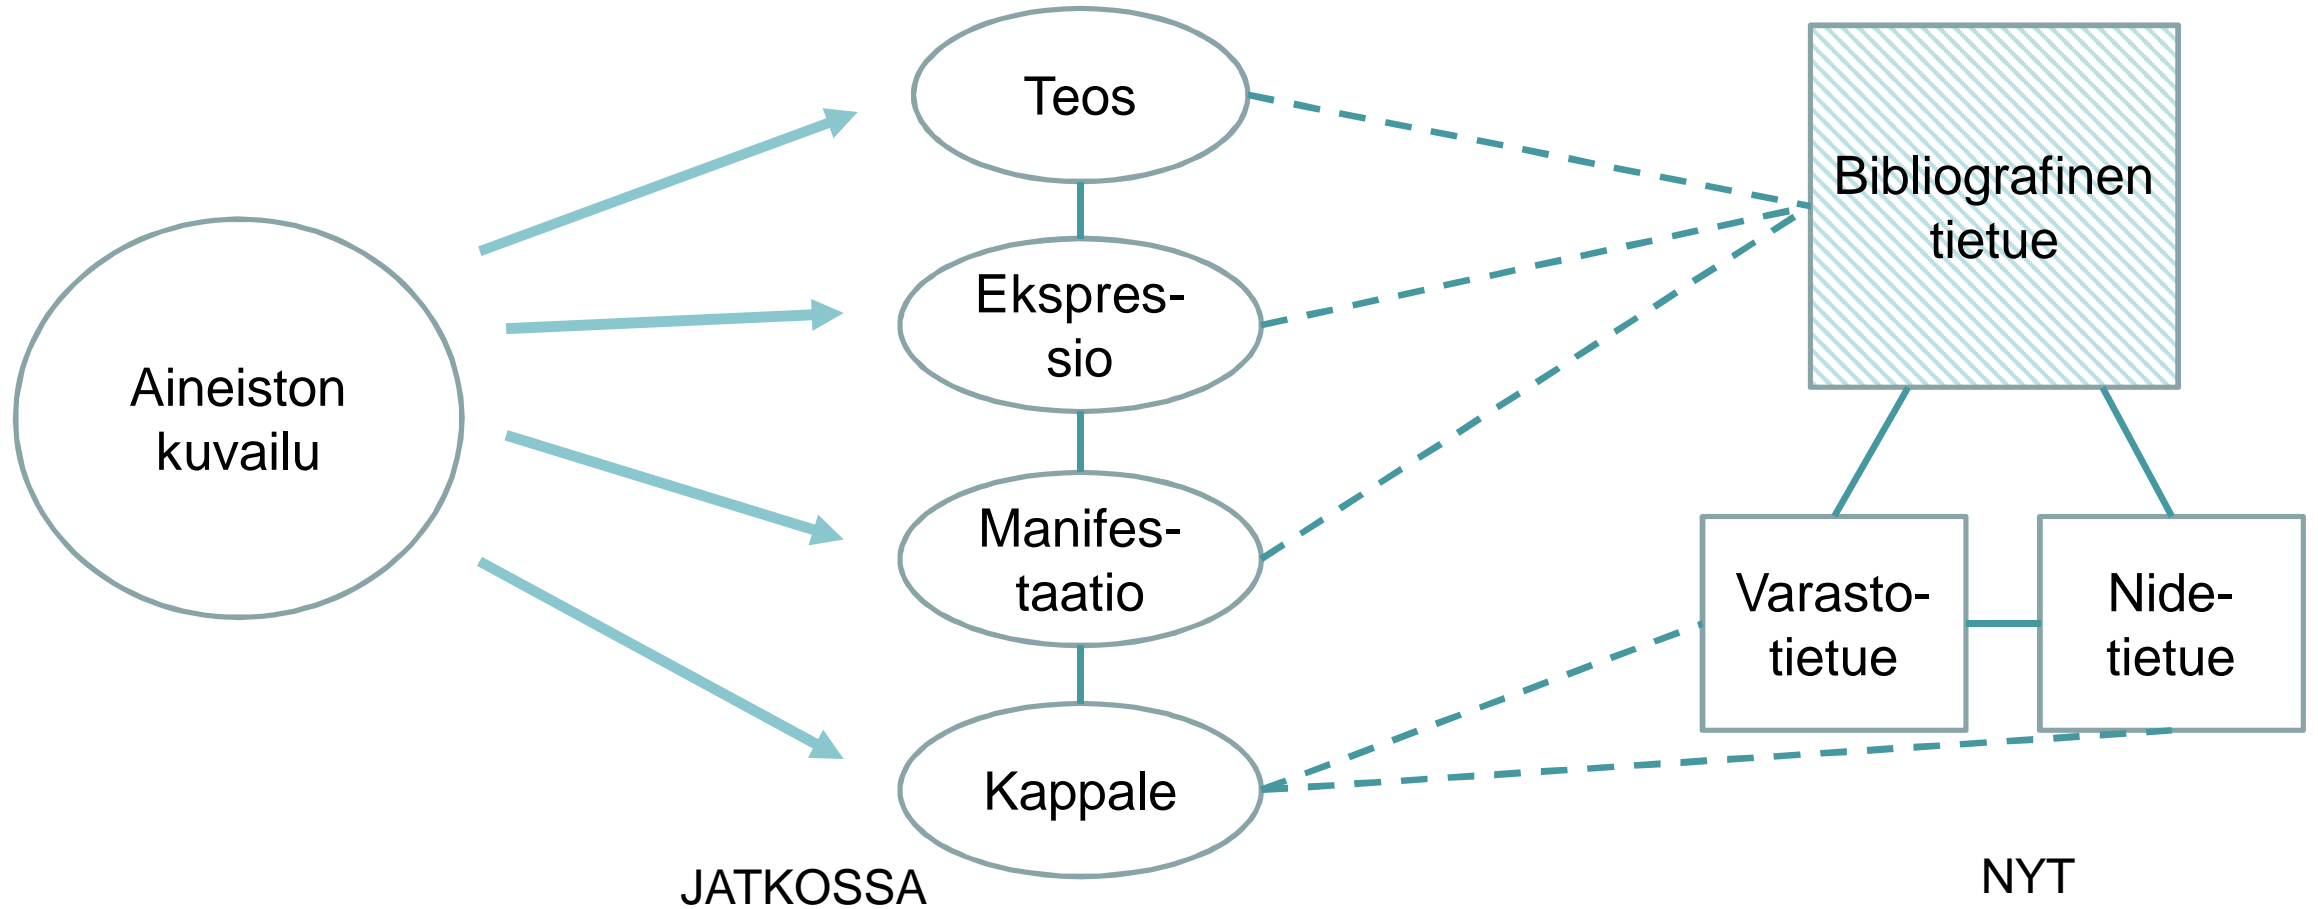 Aineiston
kuvailu
Teos
Ekspres-
sio
Manifes-
taatio
Kappale
JATKOSSA
Bibliografinen
tietue
Varasto-
tietue
Nide-
tietue
NYT